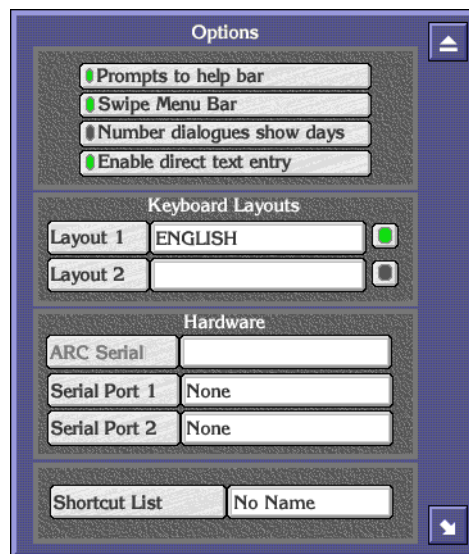 Options
Prompts to help bar
Swipe Menu Bar
Number dialogues show days
Enable direct text entry
Keyboard Layouts
Layout 1 ENGLISH
Layout 2
Hardware
ARC Serial
Serial Port 1 None
Serial Port 2 None
Shortcut List No Name